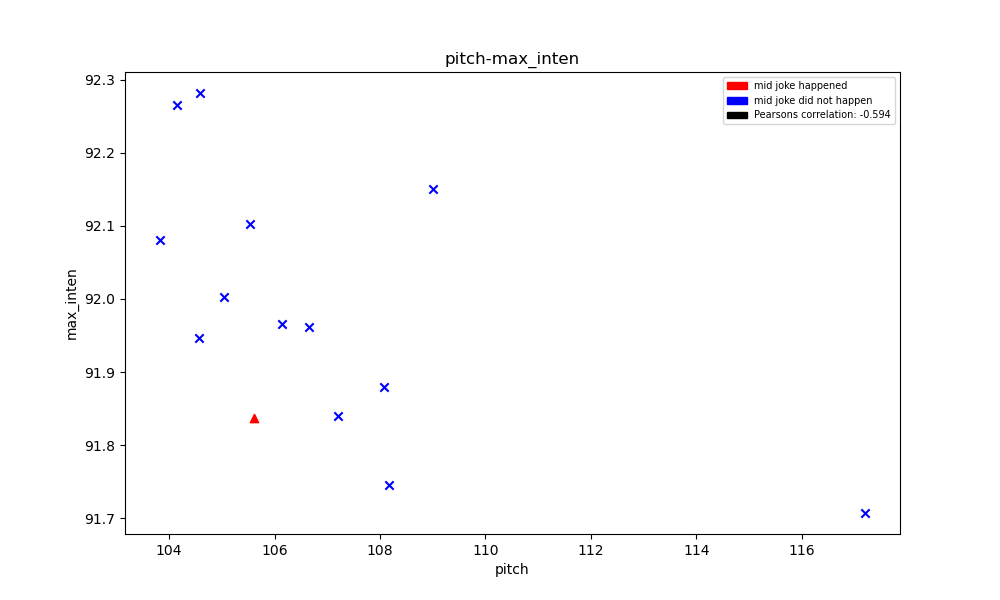 pitch-max_inten
mid joke happened
mid joke did not happen
Pearsons correlation: -0.594
92.3
92.2
92.1
92.0
91.9
91.8
91.7
max_inten
104 106 108 110 112 114 116
pitch